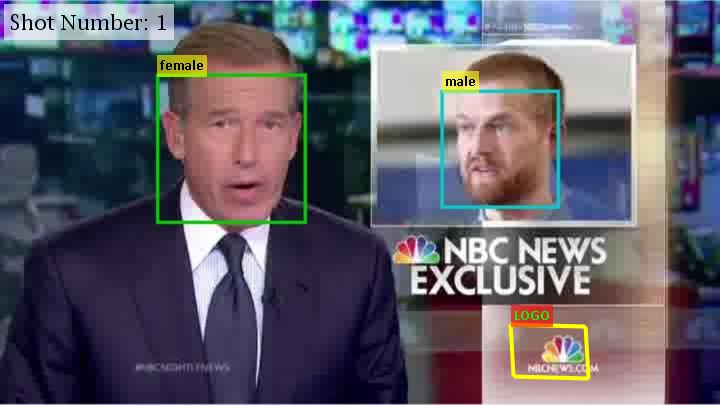 Shot Number: 1
female
male
NBC NEWS
EXCLUSIVE
LOGO
NBCNEWS.COM
#NBCNIGHTLYNEWS